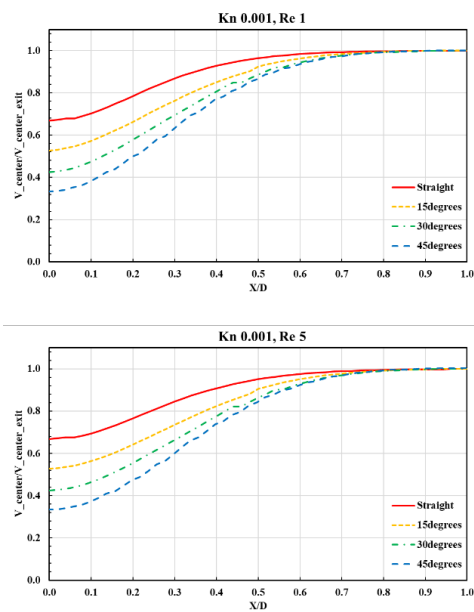 Kn 0.001, Re 1
V_center/V_center_exit
1.0
0.8
0.6
0.4
0.2
0.0
Straight
15degrees
30degrees
45degrees
0.0 0.1 0.2 0.3 0.4 0.5 0.6 0.7 0.8 0.9 1.0
X/D
Kn 0.001, Re 5
V_center/V_center_exit
1.0
0.8
0.6
0.4
0.2
0.0
Straight
15degrees
30degrees
45degrees
0.0 0.1 0.2 0.3 0.4 0.5 0.6 0.7 0.8 0.9 1.0
X/D